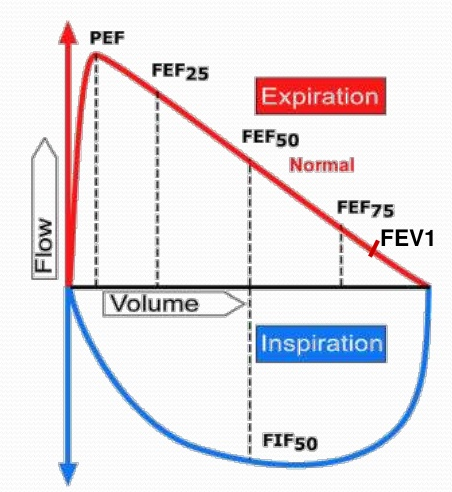 PEF
FEF25
Expiration
FEF50
Normal
FEF75
FEV1
Flow
Volume
Inspiration
FIF50